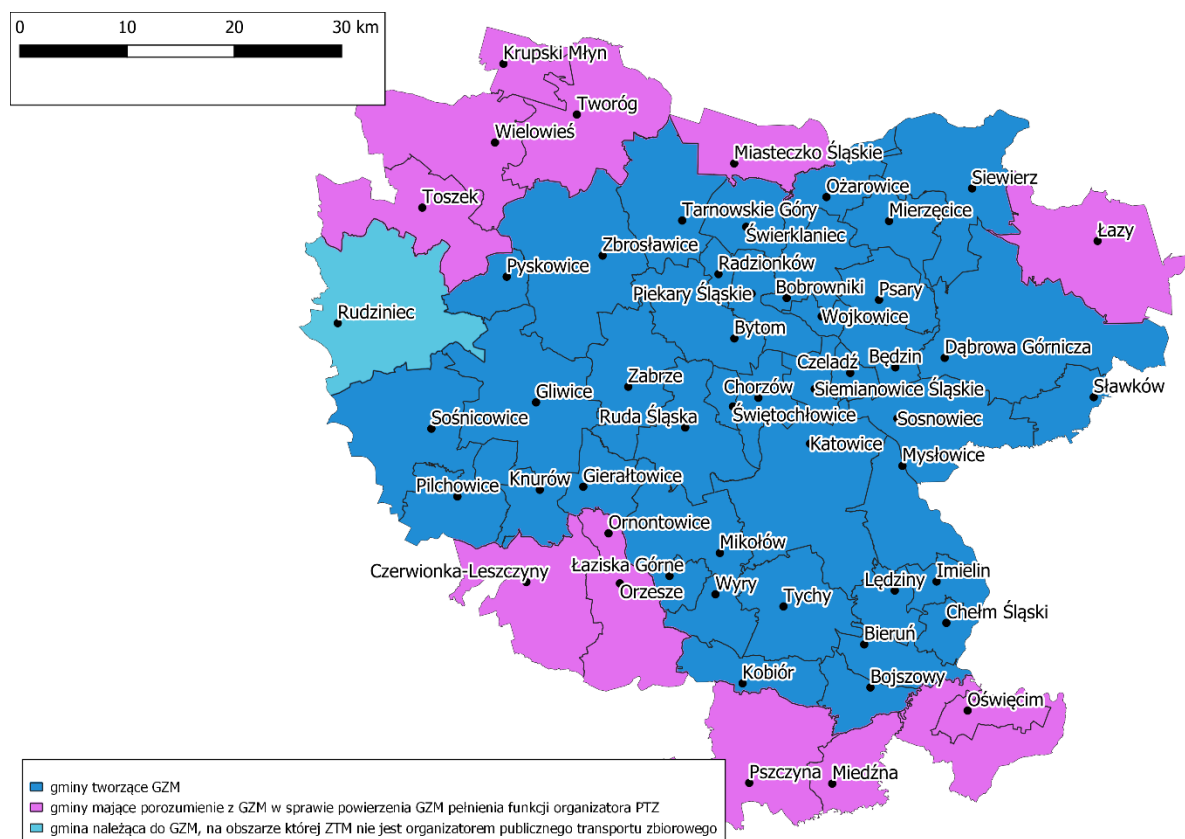 0 10 20 30 km
Krupski Młyn
Tworóg
Wielowieś
Miasteczko Śląskie
Siewierz
Ożarowice
Toszek
Tarnowskie Góry
Mierzęcice
Świerklaniec
Łazy
Zbrosławice
Radzionków
Pyskowice
Bobrowniki
Psary
Piekary Śląskie
Rudziniec
Wojkowice
Bytom
Dąbrowa Górnicza
Czeladź
Będzin
Zabrze
Chorzów
Siemianowice Śląskie
Sławków
Gliwice
Sośnicowice
Ruda Śląska
Świętochłowice
Sosnowiec
Katowice
Mysłowice
Pilchowice
Knurów
Gierałtowice
Ornontowice
Mikołów
Czerwionka-Leszczyny
Łaziska Górne
Orzesze
Wyry
Tychy
Lędziny
Imielin
Chełm Śląski
Bieruń
Kobiór
Bojszowy
Oświęcim
Pszczyna
Miedźna
gminy tworzące GZM
gminy mające porozumienie z GZM w sprawie powierzenia GZM pełnienia funkcji organizatora PTZ
gmina należąca do GZM, na obszarze której ZTM nie jest organizatorem publicznego transportu zbiorowego